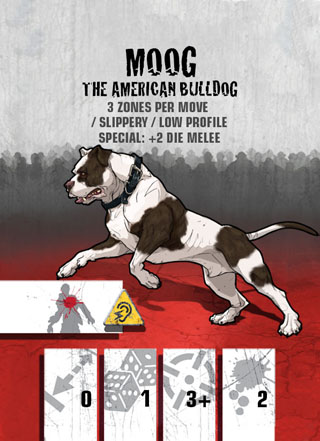 MOOG
THE AMERICAN BULLDOG
3 ZONES PER MOVE
/ SLIPPERY / LOW PROFILE
SPECIAL: +2 DIE MELEE
0 1 3+ 2